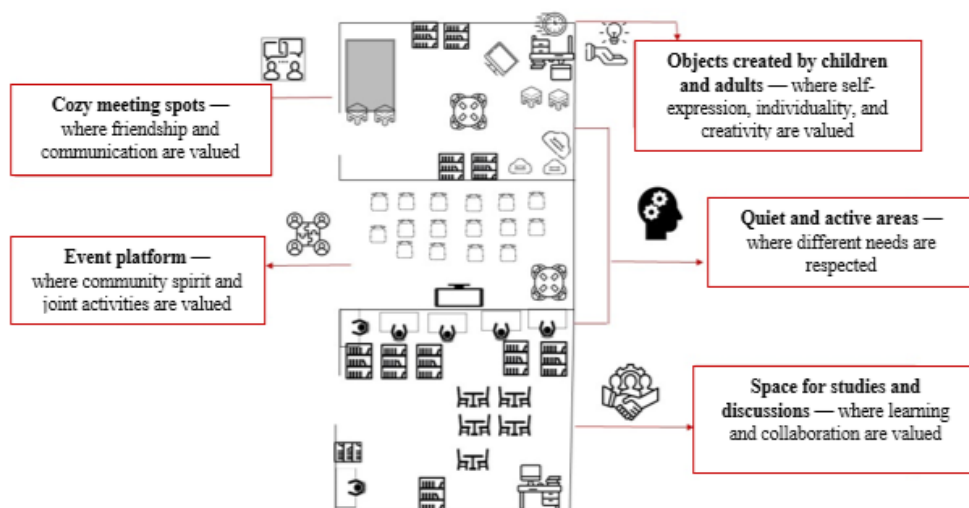 Cozy meeting spots —
where friendship and
communication are valued
Objects created by children
and adults — where self-
expression, individuality, and
creativity are valued
Event platform —
where community spirit and
joint activities are valued
Quiet and active areas —
where different needs are
respected
Space for studies and
discussions — where learning
and collaboration are valued